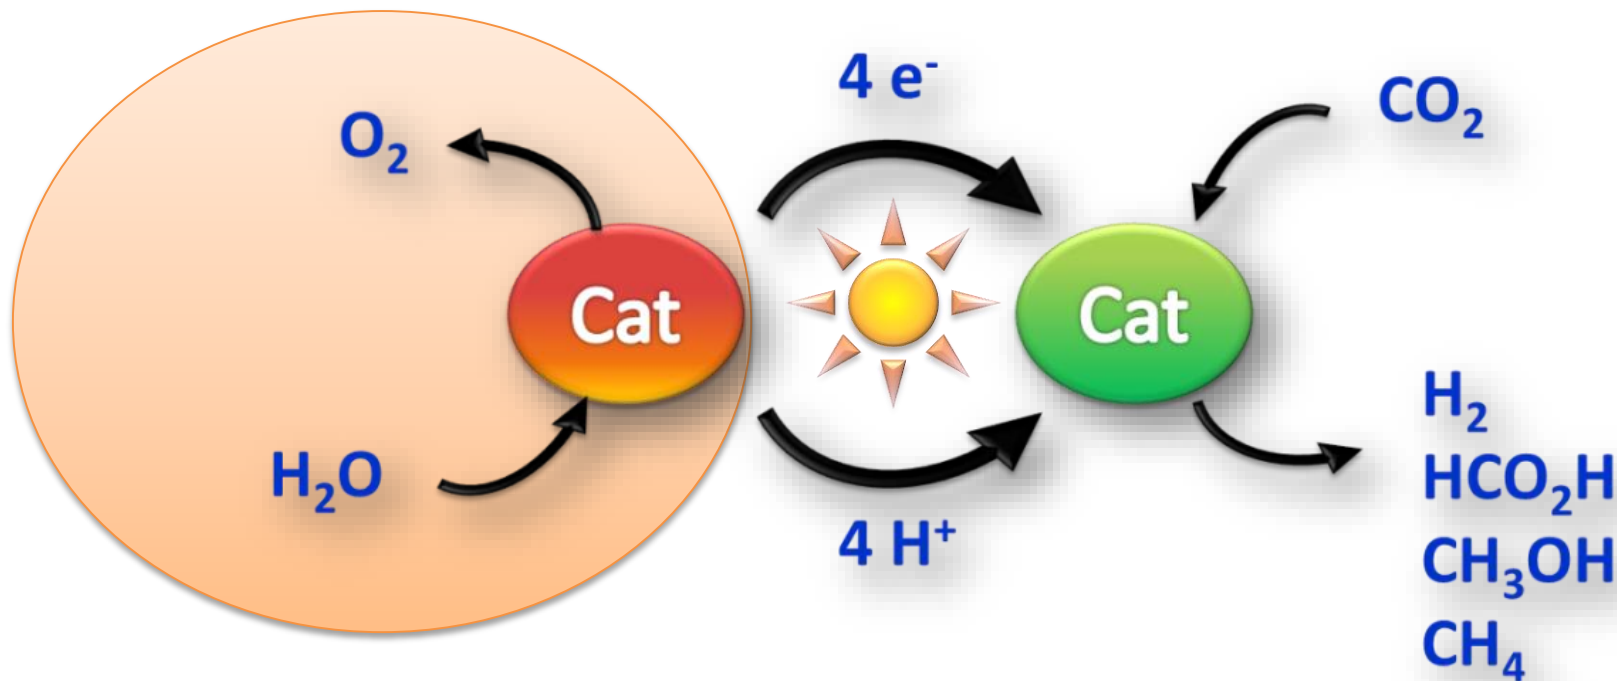 O₂
Cat
H₂O
4 e⁻
4 H⁺
Cat
CO₂
H₂
HCO₂H
CH₃OH
CH₄